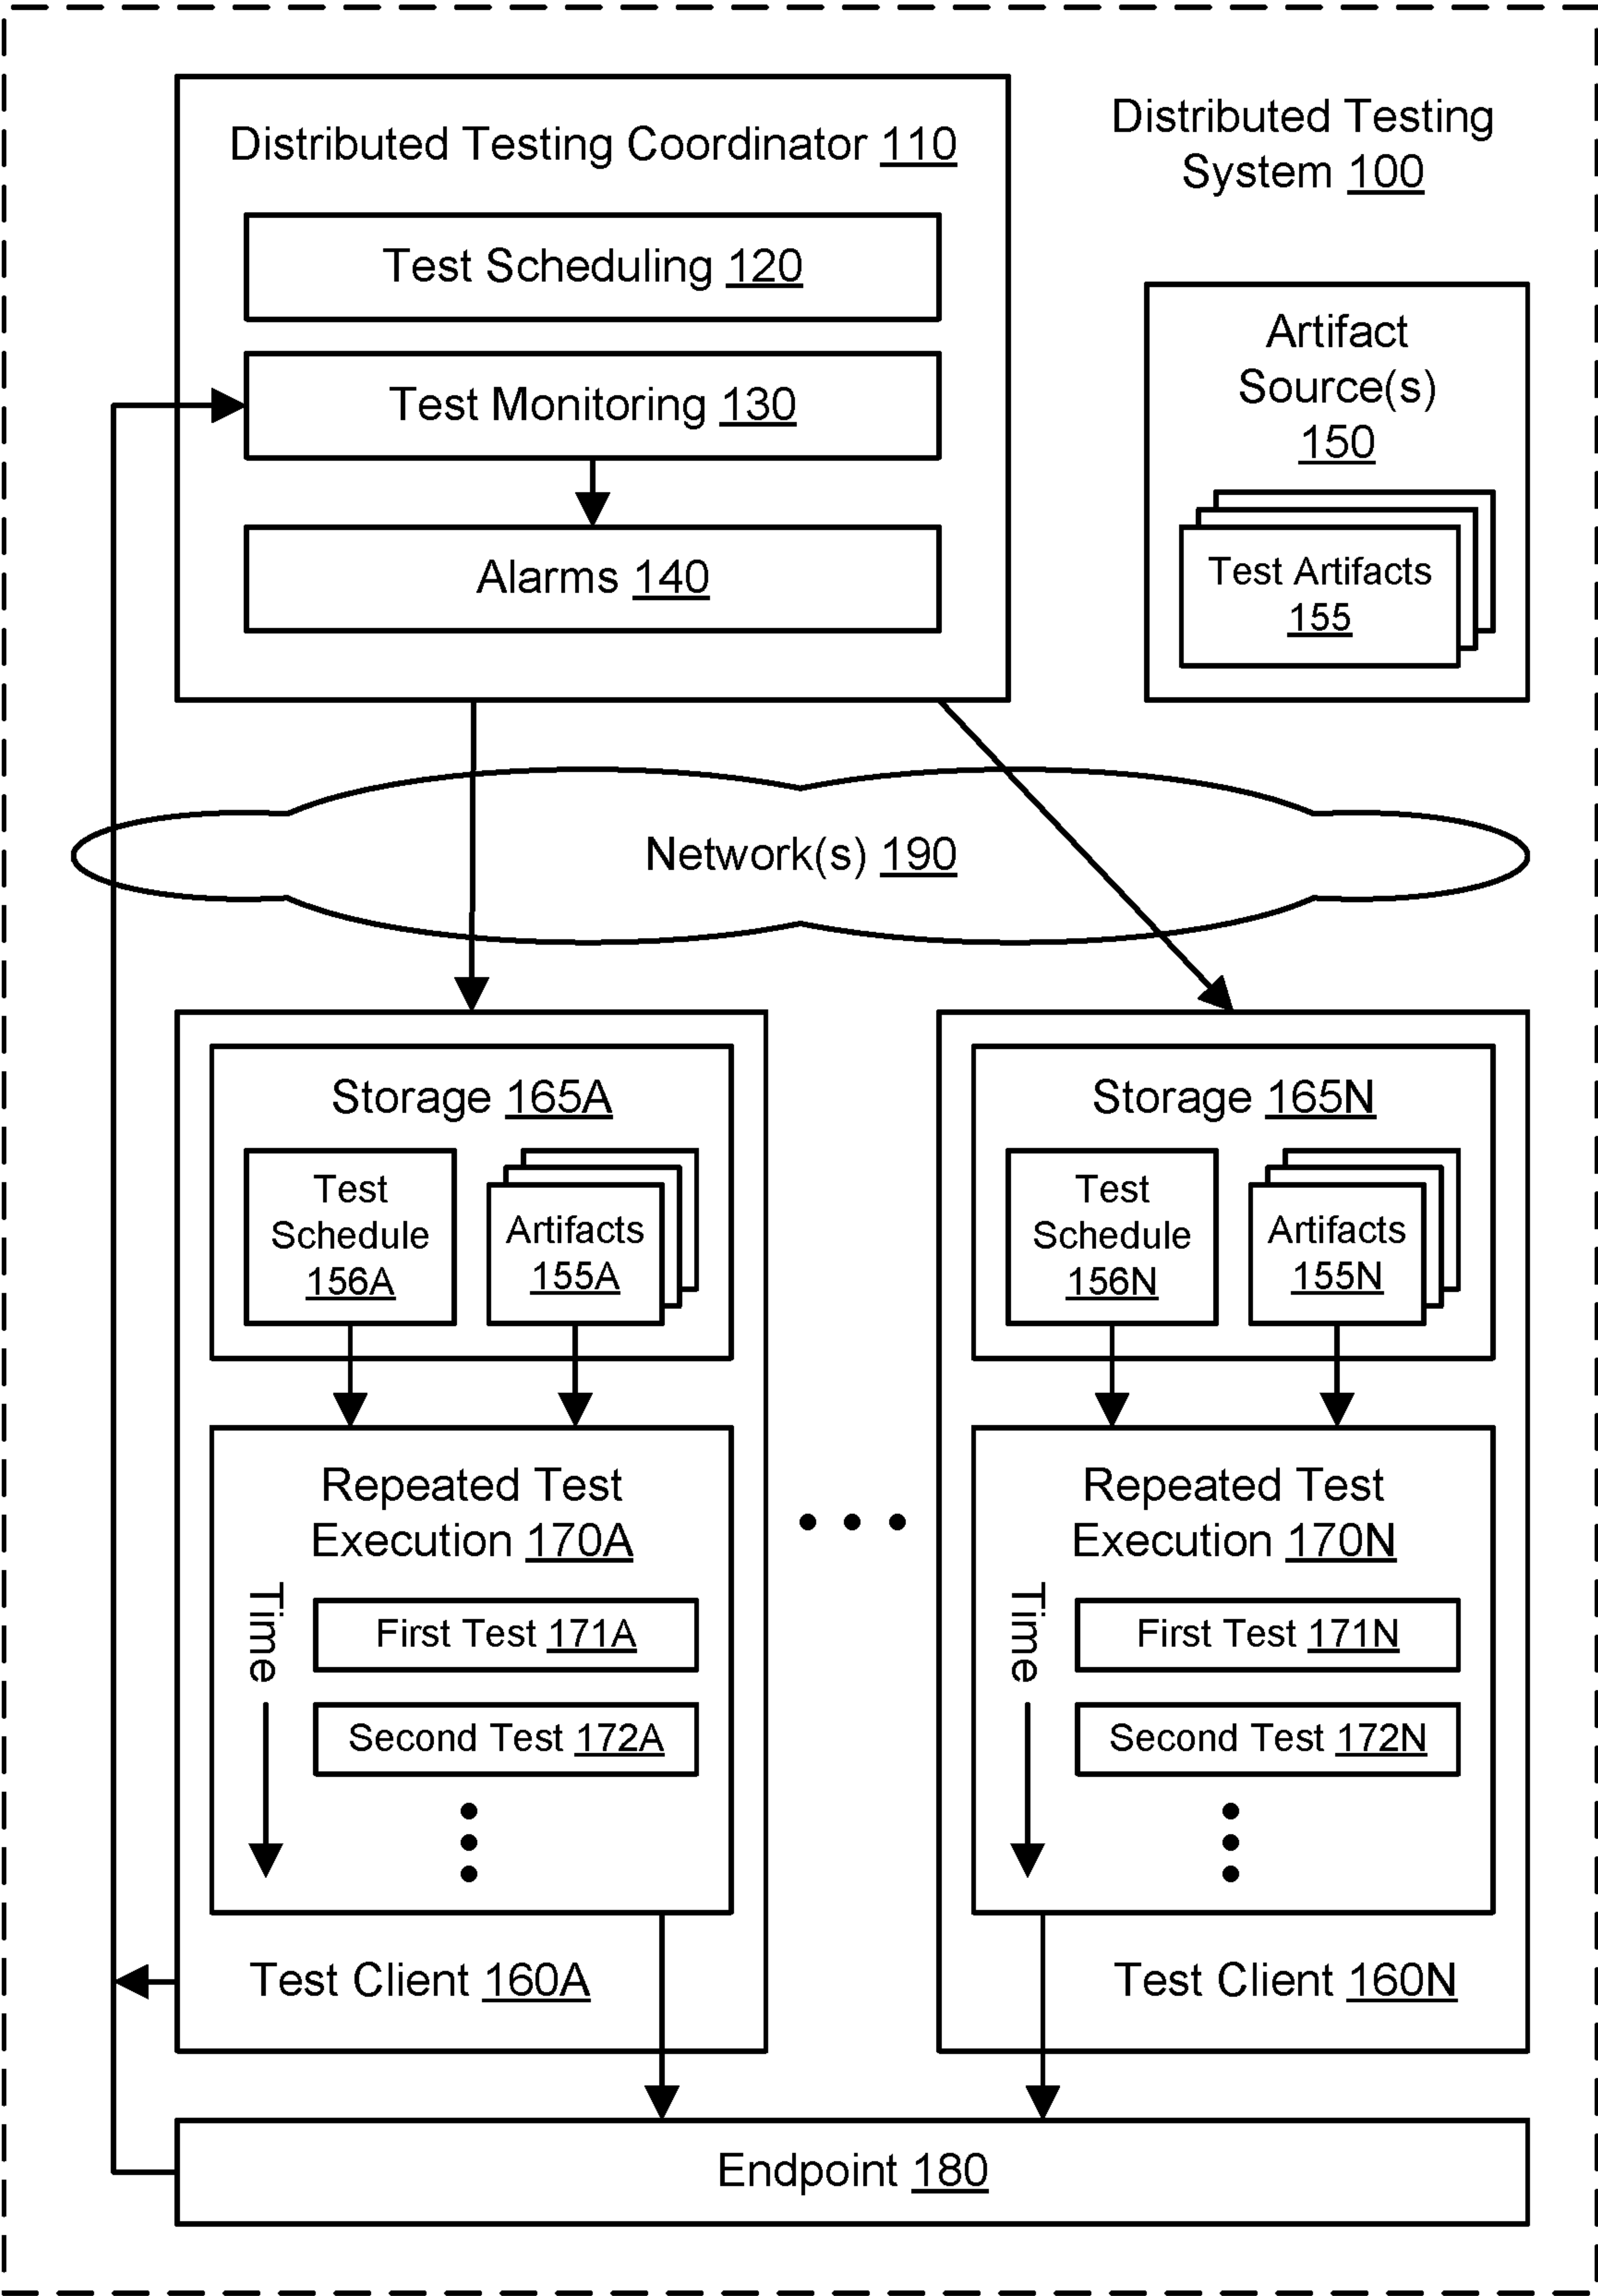 Distributed Testing
System 100
Distributed Testing Coordinator 110
Test Scheduling 120
Test Monitoring 130
Alarms 140
Artifact
Source(s)
150
Test Artifacts
155
Network(s) 190
Storage 165A
Test
Schedule
156A
Artifacts
155A
Repeated Test
Execution 170A
Time
First Test 171A
Second Test 172A
Test Client 160A
Storage 165N
Test
Schedule
156N
Artifacts
155N
Repeated Test
Execution 170N
Time
First Test 171N
Second Test 172N
Test Client 160N
Endpoint 180